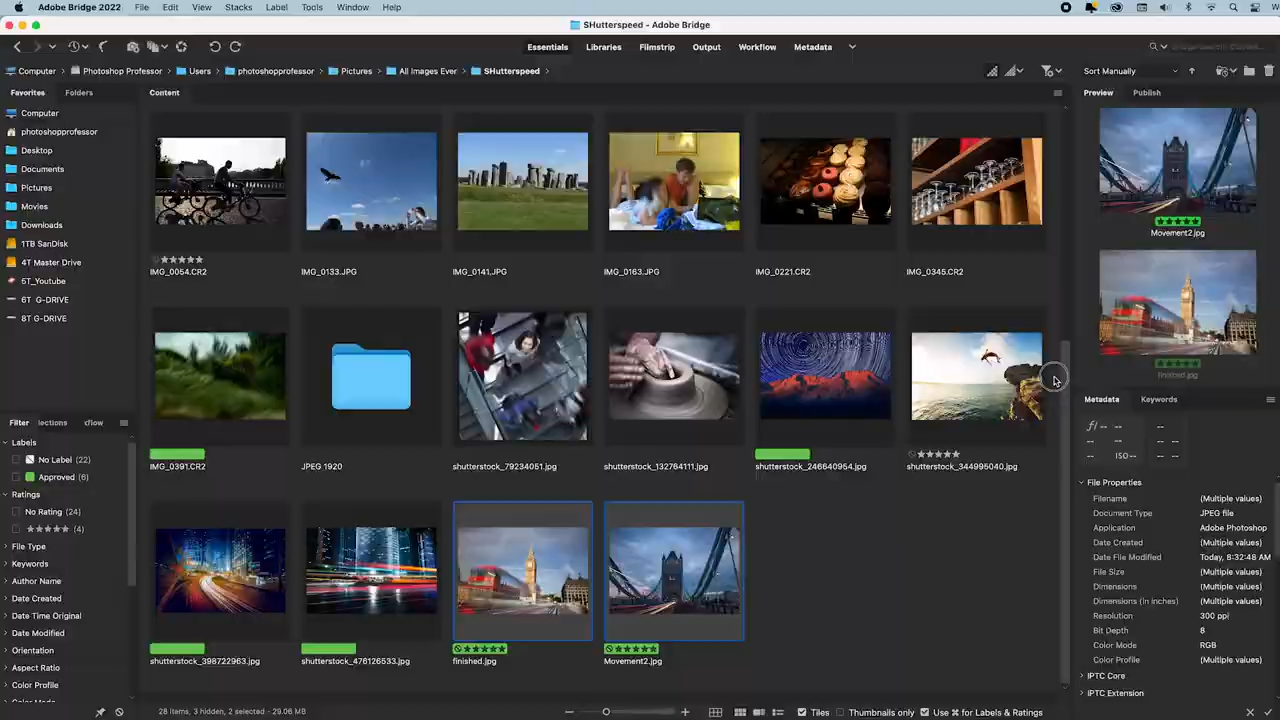 Adobe Bridge 2022 File Edit View Stacks Label Tools Window Help
SHutterspeed - Adobe Bridge
Essentials Libraries Filmstrip Output Workflow Metadata
Computer Photoshop Professor Users photoshopprofessor Pictures All Images Ever SHutterspeed Sort Manually
Favorites Folders
Computer
photoshopprofessor
Desktop
Documents
Pictures
Movies
Downloads
1TB SanDisk
4T Master Drive
5T_Youtube
6T G-DRIVE
8T G-DRIVE
Filter lections cflow
Labels
No Label (22)
Approved (6)
Ratings
No Rating (24)
★★★★★ (4)
File Type
Keywords
Author Name
Date Created
Date Time Original
Date Modified
Orientation
Aspect Ratio
Color Profile
Content
IMG_0054.CR2 IMG_0133.JPG IMG_0141.JPG IMG_0163.JPG IMG_0221.CR2 IMG_0345.CR2
IMG_0391.CR2 JPEG 1920 shutterstock_79234051.jpg shutterstock_132764111.jpg shutterstock_246640954.jpg shutterstock_344995040.jpg
shutterstock_398722963.jpg shutterstock_476126533.jpg finished.jpg Movement2.jpg
28 items, 3 hidden, 2 selected - 29.06 MB
Tiles Thumbnails only Use ⌘ for Labels & Ratings
Preview Publish
Movement2.jpg
finished.jpg
Metadata Keywords
f/ -- --
-- --
-- ISO--
--
-- --
-- --
File Properties
Filename (Multiple values)
Document Type JPEG file
Application Adobe Photoshop
Date Created (Multiple values)
Date File Modified Today, 8:32:48 AM
File Size (Multiple values)
Dimensions (Multiple values)
Dimensions (in inches) (Multiple values)
Resolution 300 ppi
Bit Depth 8
Color Mode RGB
Color Profile (Multiple values)
IPTC Core
IPTC Extension